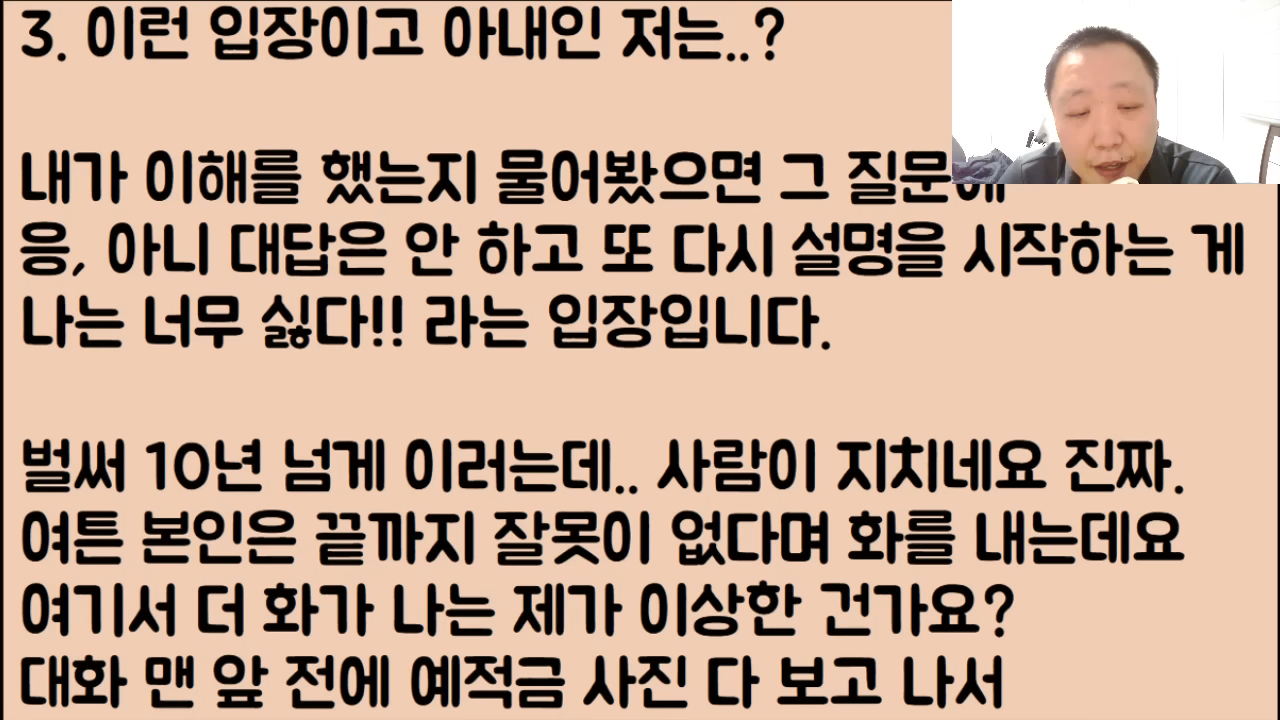 3. 이런 입장이고 아내인 저는..?
내가 이해를 했는지 물어봤으면 그 질문에
응, 아니 대답은 안 하고 또 다시 설명을 시작하는 게
나는 너무 싫다!! 라는 입장입니다.
벌써 10년 넘게 이러는데.. 사람이 지치네요 진짜.
여튼 본인은 끝까지 잘못이 없다며 화를 내는데요
여기서 더 화가 나는 제가 이상한 건가요?
대화 맨 앞 전에 예적금 사진 다 보고 나서